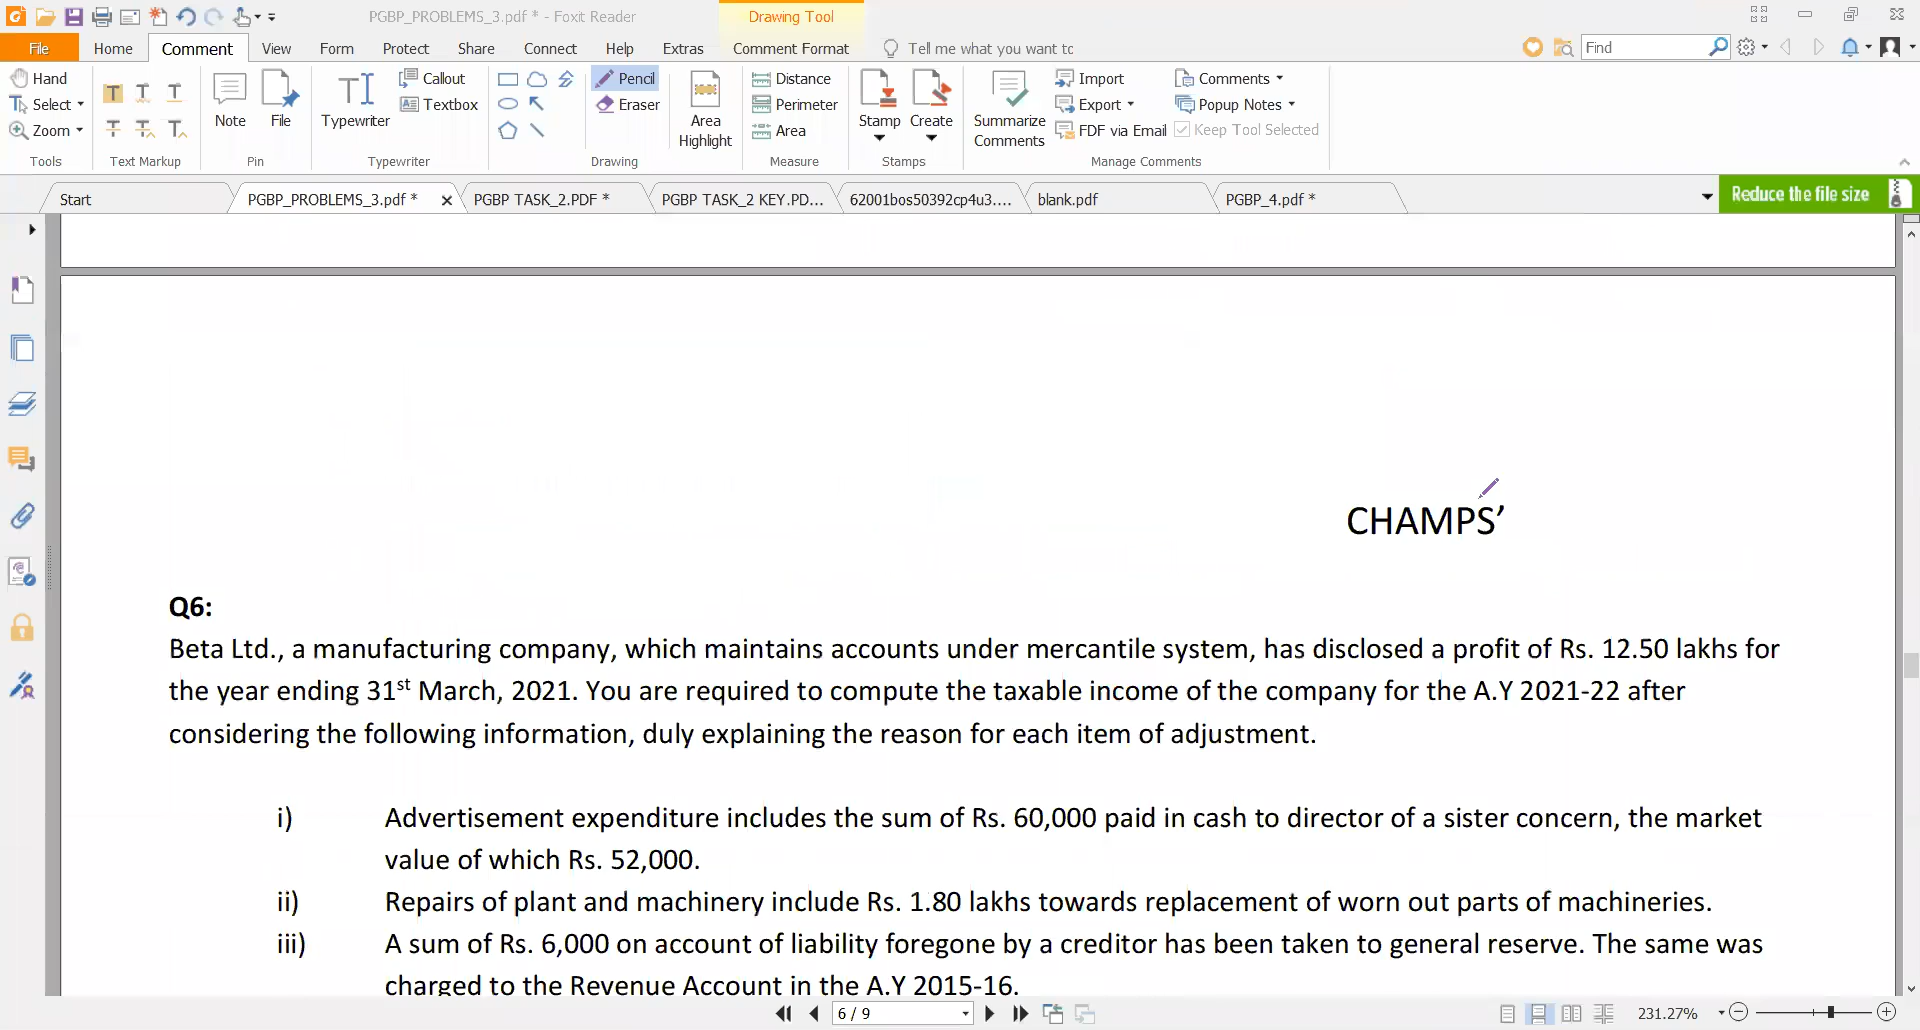 PGBP_PROBLEMS_3.pdf * - Foxit Reader
Drawing Tool
File Home Comment View Form Protect Share Connect Help Extras Comment Format Tell me what you want to Find
Hand
Select
Zoom
Tools
Text Markup
Note
File
Pin
Typewriter
Callout
Textbox
Typewriter
Pencil
Eraser
Drawing
Area
Highlight
Distance
Perimeter
Area
Measure
Stamp
Create
Stamps
Summarize
Comments
Import
Export
FDF via Email
Comments
Popup Notes
Keep Tool Selected
Manage Comments
Start PGBP_PROBLEMS_3.pdf * PGBP TASK_2.PDF * PGBP TASK_2 KEY.PD... 62001bos50392cp4u3.... blank.pdf PGBP_4.pdf * Reduce the file size
CHAMPS’
Q6:
Beta Ltd., a manufacturing company, which maintains accounts under mercantile system, has disclosed a profit of Rs. 12.50 lakhs for
the year ending 31st March, 2021. You are required to compute the taxable income of the company for the A.Y 2021-22 after
considering the following information, duly explaining the reason for each item of adjustment.
i) Advertisement expenditure includes the sum of Rs. 60,000 paid in cash to director of a sister concern, the market
value of which Rs. 52,000.
ii) Repairs of plant and machinery include Rs. 1.80 lakhs towards replacement of worn out parts of machineries.
iii) A sum of Rs. 6,000 on account of liability foregone by a creditor has been taken to general reserve. The same was
charged to the Revenue Account in the A.Y 2015-16.
6 / 9
231.27%